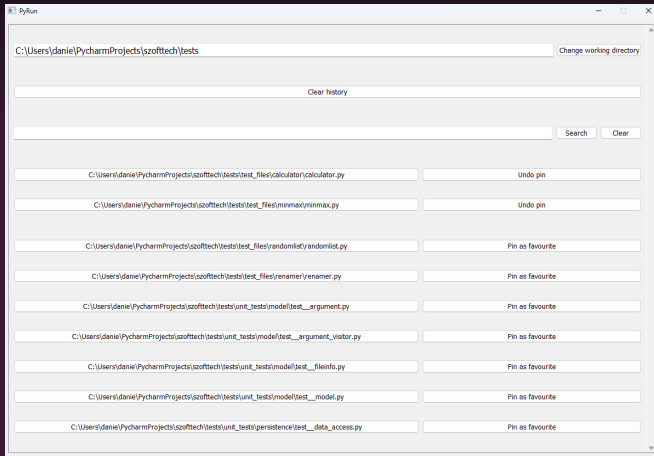 PyRun
C:\Users\danie\PycharmProjects\szofttech\tests Change working directory
Clear history
Search Clear
C:\Users\danie\PycharmProjects\szofttech\tests\test_files\calculator\calculator.py Undo pin
C:\Users\danie\PycharmProjects\szofttech\tests\test_files\minmax\minmax.py Undo pin
C:\Users\danie\PycharmProjects\szofttech\tests\test_files\randomlist\randomlist.py Pin as favourite
C:\Users\danie\PycharmProjects\szofttech\tests\test_files\renamer\renamer.py Pin as favourite
C:\Users\danie\PycharmProjects\szofttech\tests\unit_tests\model\test__argument.py Pin as favourite
C:\Users\danie\PycharmProjects\szofttech\tests\unit_tests\model\test__argument_visitor.py Pin as favourite
C:\Users\danie\PycharmProjects\szofttech\tests\unit_tests\model\test__fileinfo.py Pin as favourite
C:\Users\danie\PycharmProjects\szofttech\tests\unit_tests\model\test__model.py Pin as favourite
C:\Users\danie\PycharmProjects\szofttech\tests\unit_tests\persistence\test__data_access.py Pin as favourite